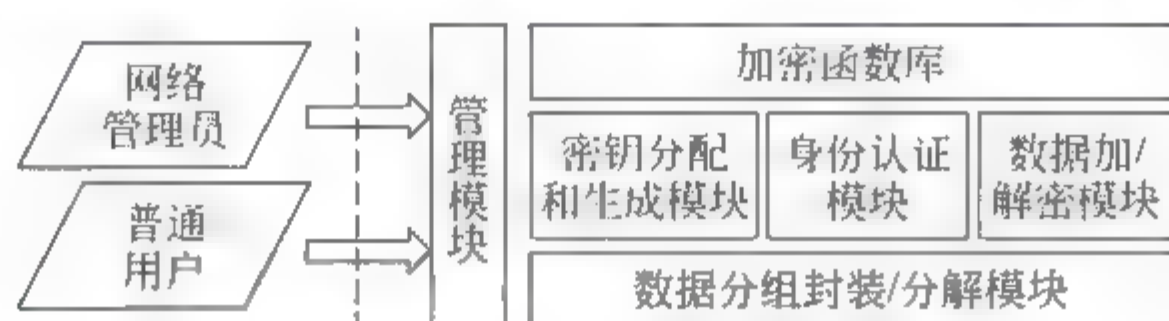 网络
管理员
普通
用户
管
理
模
块
加密函数库
密钥分配
和生成模块
身份认证
模块
数据加/
解密模块
数据分组封装/分解模块